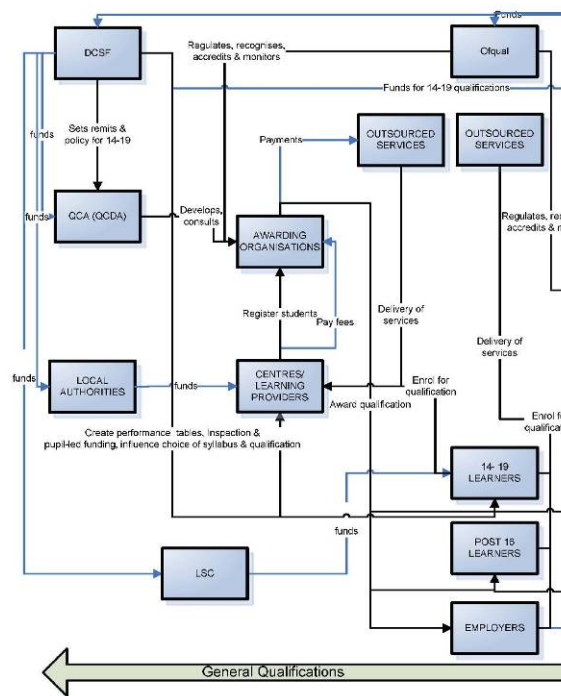 Funds
Regulates, recognises,
accredits & monitors
DCSF
Ofqual
Funds for 14-19 qualifications
Sets remits &
policy for 14-19
funds
Payments
OUTSOURCED
SERVICES
OUTSOURCED
SERVICES
QCA (QCDA)
funds
Develops,
consults
AWARDING
ORGANISATIONS
Regulates,
accredits &
Register students
Pay fees
Delivery of
services
Delivery of
services
LOCAL
AUTHORITIES
funds
funds
CENTRES/
LEARNING
PROVIDERS
Enrol for
qualification
Award qualification
Enrol for
Create performance tables, Inspection &
pupil-led funding, influence choice of syllabus & qualification
14- 19
LEARNERS
funds
POST 16
LEARNERS
LSC
EMPLOYERS
General Qualifications